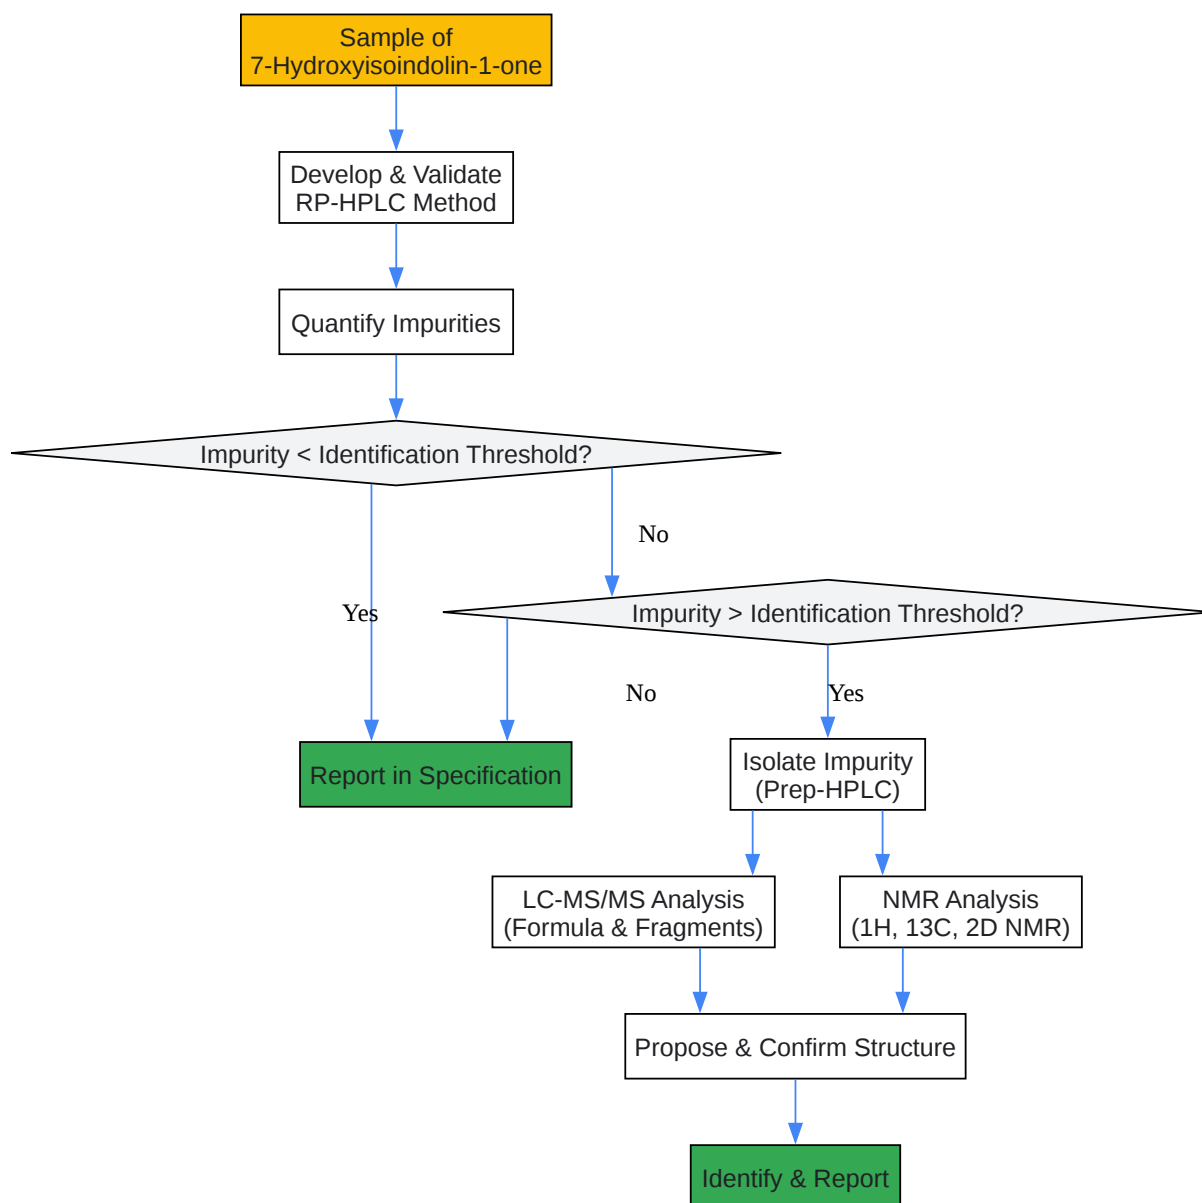 Sample of
7-Hydroxyisoindolin-1-one
Develop & Validate
RP-HPLC Method
Quantify Impurities
Impurity < Identification Threshold?
No
Yes
Impurity > Identification Threshold?
No
Yes
Report in Specification
Isolate Impurity
(Prep-HPLC)
LC-MS/MS Analysis
(Formula & Fragments)
NMR Analysis
(1H, 13C, 2D NMR)
Propose & Confirm Structure
Identify & Report